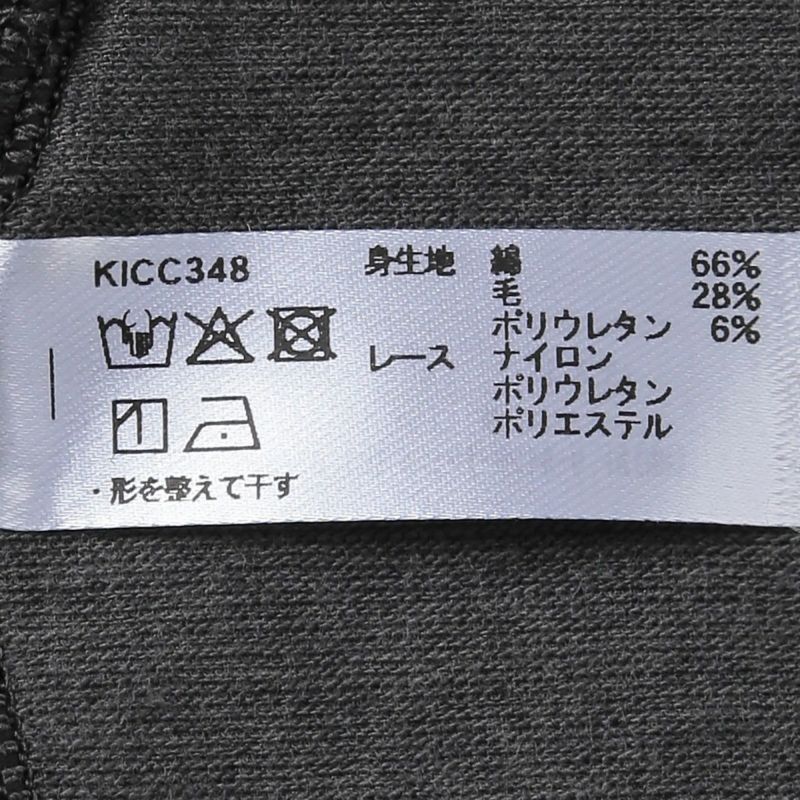 KICC348
身生地 綿 66%
毛 28%
ポリウレタン 6%
レース ナイロン
ポリウレタン
ポリエステル
・形を整えて干す